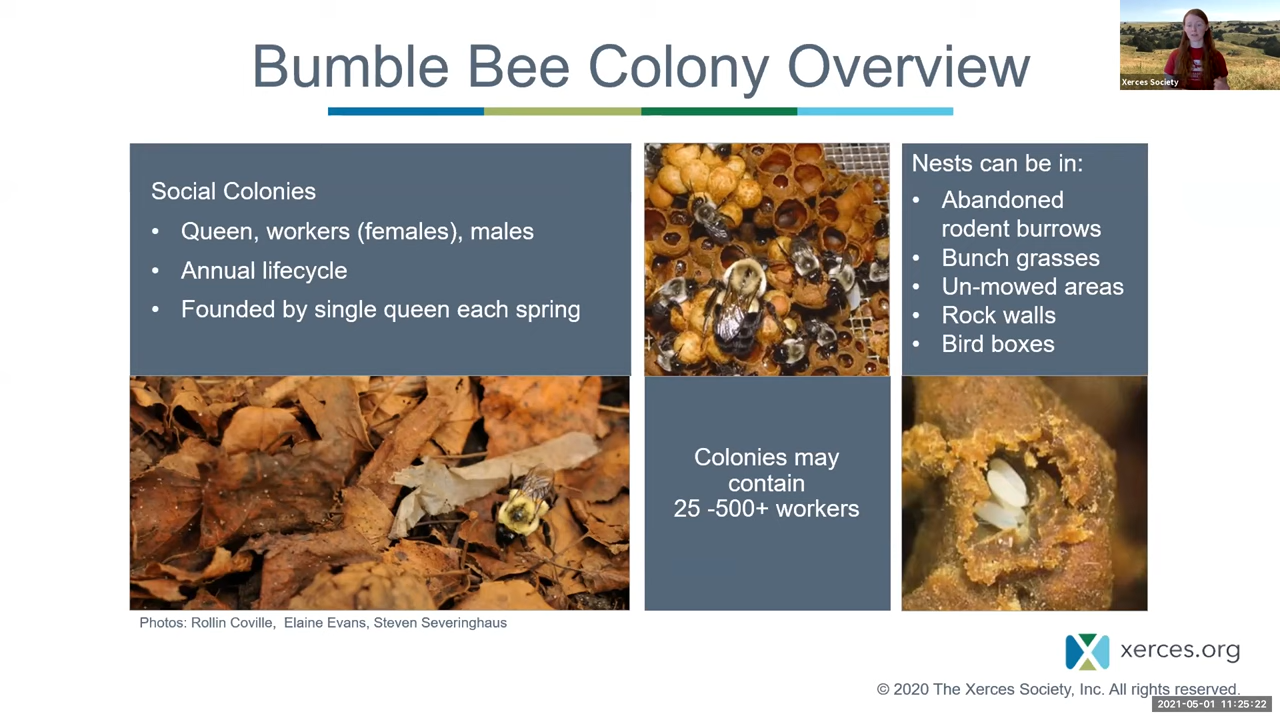 Bumble Bee Colony Overview
Xerces Society
Social Colonies
• Queen, workers (females), males
• Annual lifecycle
• Founded by single queen each spring
Nests can be in:
• Abandoned
rodent burrows
• Bunch grasses
• Un-mowed areas
• Rock walls
• Bird boxes
Colonies may
contain
25 -500+ workers
Photos: Rollin Coville, Elaine Evans, Steven Severinghaus
xerces.org
© 2020 The Xerces Society, Inc. All rights reserved.
2021-05-01 11:25:22